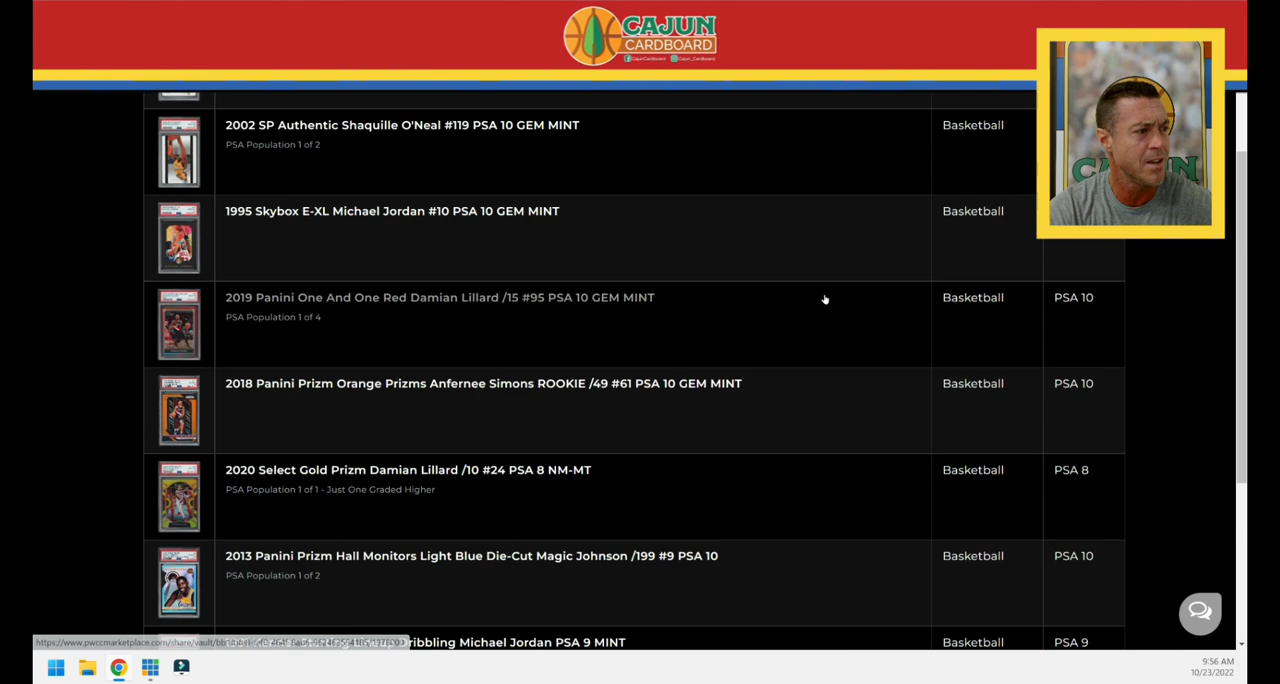 CAJUN
CARDBOARD
CajunCardboard Cajun_Cardboard
2002 SP Authentic Shaquille O'Neal #119 PSA 10 GEM MINT
Basketball
PSA Population 1 of 2
1995 Skybox E-XL Michael Jordan #10 PSA 10 GEM MINT
Basketball
2019 Panini One And One Red Damian Lillard /15 #95 PSA 10 GEM MINT
Basketball
PSA 10
PSA Population 1 of 4
2018 Panini Prizm Orange Prizms Anfernee Simons ROOKIE /49 #61 PSA 10 GEM MINT
Basketball
PSA 10
2020 Select Gold Prizm Damian Lillard /10 #24 PSA 8 NM-MT
Basketball
PSA 8
PSA Population 1 of 1 - Just One Graded Higher
2013 Panini Prizm Hall Monitors Light Blue Die-Cut Magic Johnson /199 #9 PSA 10
Basketball
PSA 10
PSA Population 1 of 2
Dribbling Michael Jordan PSA 9 MINT
Basketball
PSA 9
9:56 AM
10/23/2022